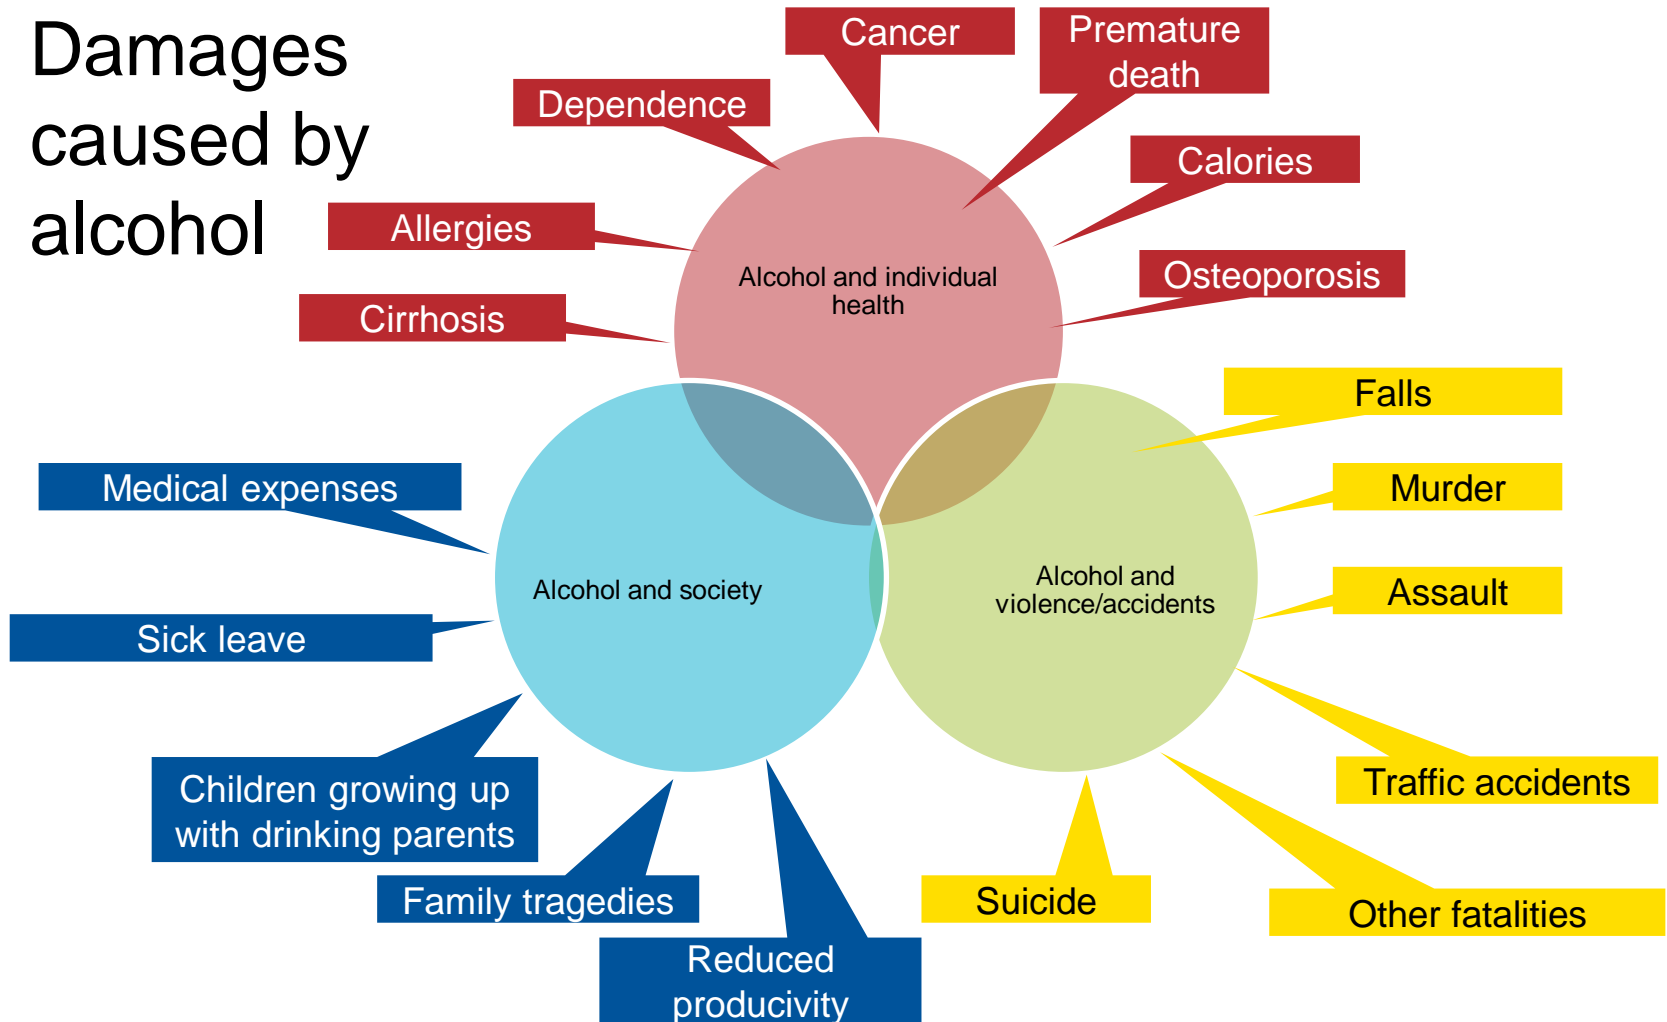 Damages
caused by
alcohol
Cancer
Premature
death
Dependence
Calories
Allergies
Osteoporosis
Cirrhosis
Alcohol and individual
health
Falls
Medical expenses
Murder
Alcohol and society
Alcohol and
violence/accidents
Assault
Sick leave
Traffic accidents
Children growing up
with drinking parents
Family tragedies
Suicide
Other fatalities
Reduced
producivity